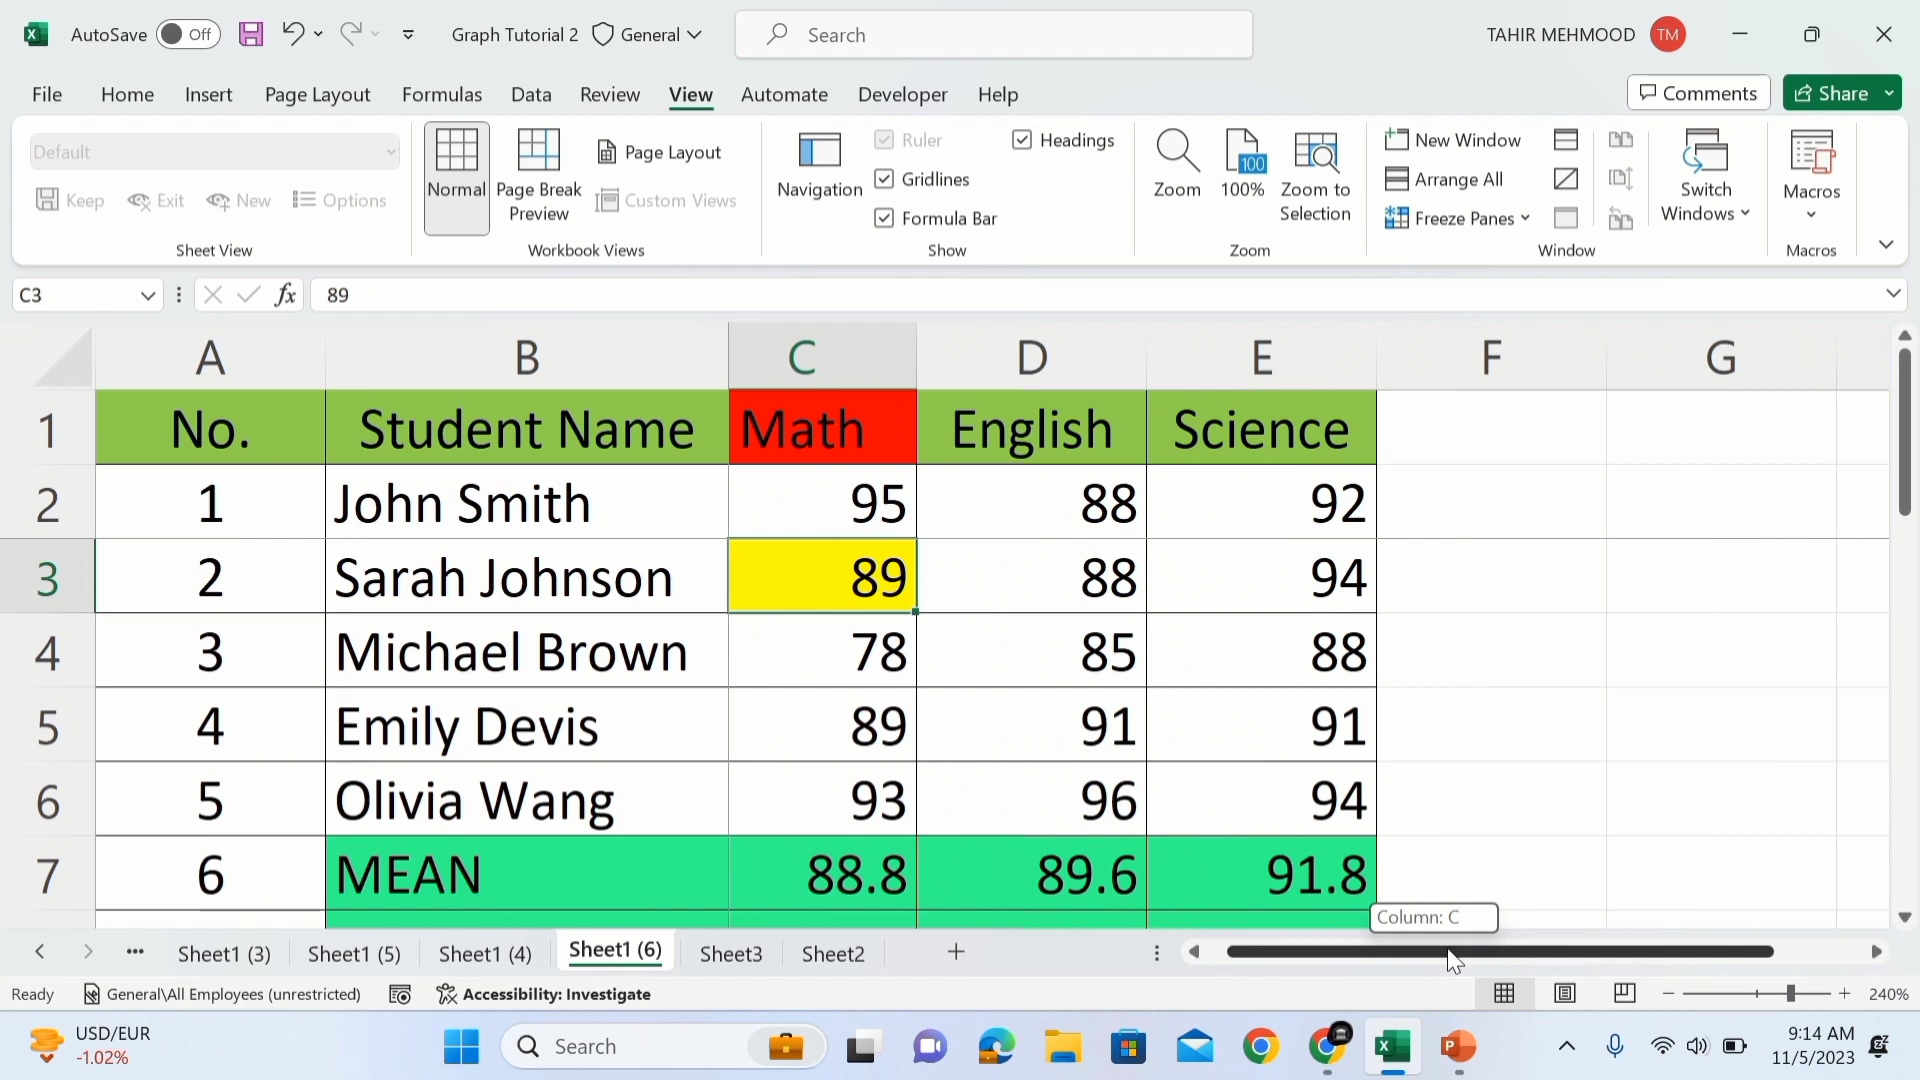 AutoSave Off Graph Tutorial 2 General Search TAHIR MEHMOOD TM
File Home Insert Page Layout Formulas Data Review View Automate Developer Help Comments Share
Default
Keep Exit New Options
Sheet View
Normal
Page Break Preview
Page Layout
Custom Views
Workbook Views
Navigation
Ruler
Gridlines
Formula Bar
Headings
Show
Zoom
100
100%
Zoom to Selection
Zoom
New Window
Arrange All
Freeze Panes
Switch Windows
Window
Macros
Macros
C3 fx 89
A B C D E F G
1 No. Student Name Math English Science
2 1 John Smith 95 88 92
3 2 Sarah Johnson 89 88 94
4 3 Michael Brown 78 85 88
5 4 Emily Devis 89 91 91
6 5 Olivia Wang 93 96 94
7 6 MEAN 88.8 89.6 91.8
Column: C
Sheet1 (3) Sheet1 (5) Sheet1 (4) Sheet1 (6) Sheet3 Sheet2
Ready General\All Employees (unrestricted) Accessibility: Investigate 240%
USD/EUR
-1.02%
Search
9:14 AM
11/5/2023